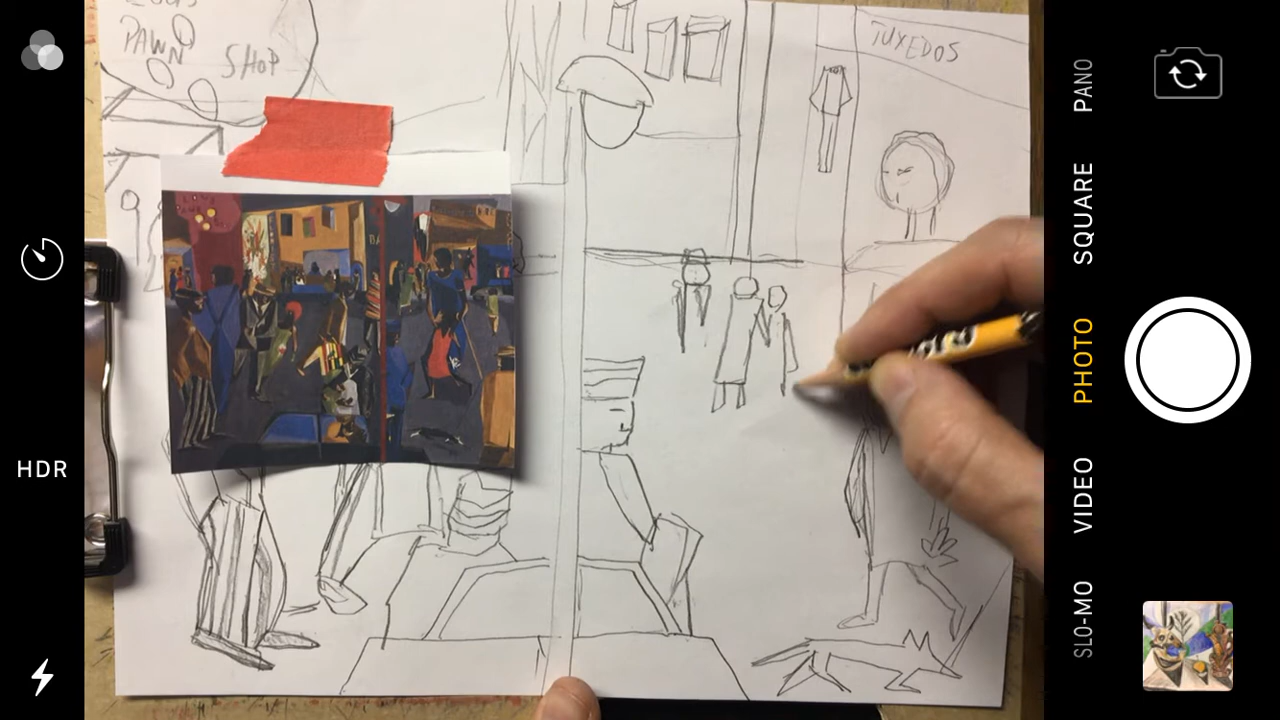 PAWN
SHOP
TUXEDOS
HDR
PANO
SQUARE
PHOTO
VIDEO
SLO-MO